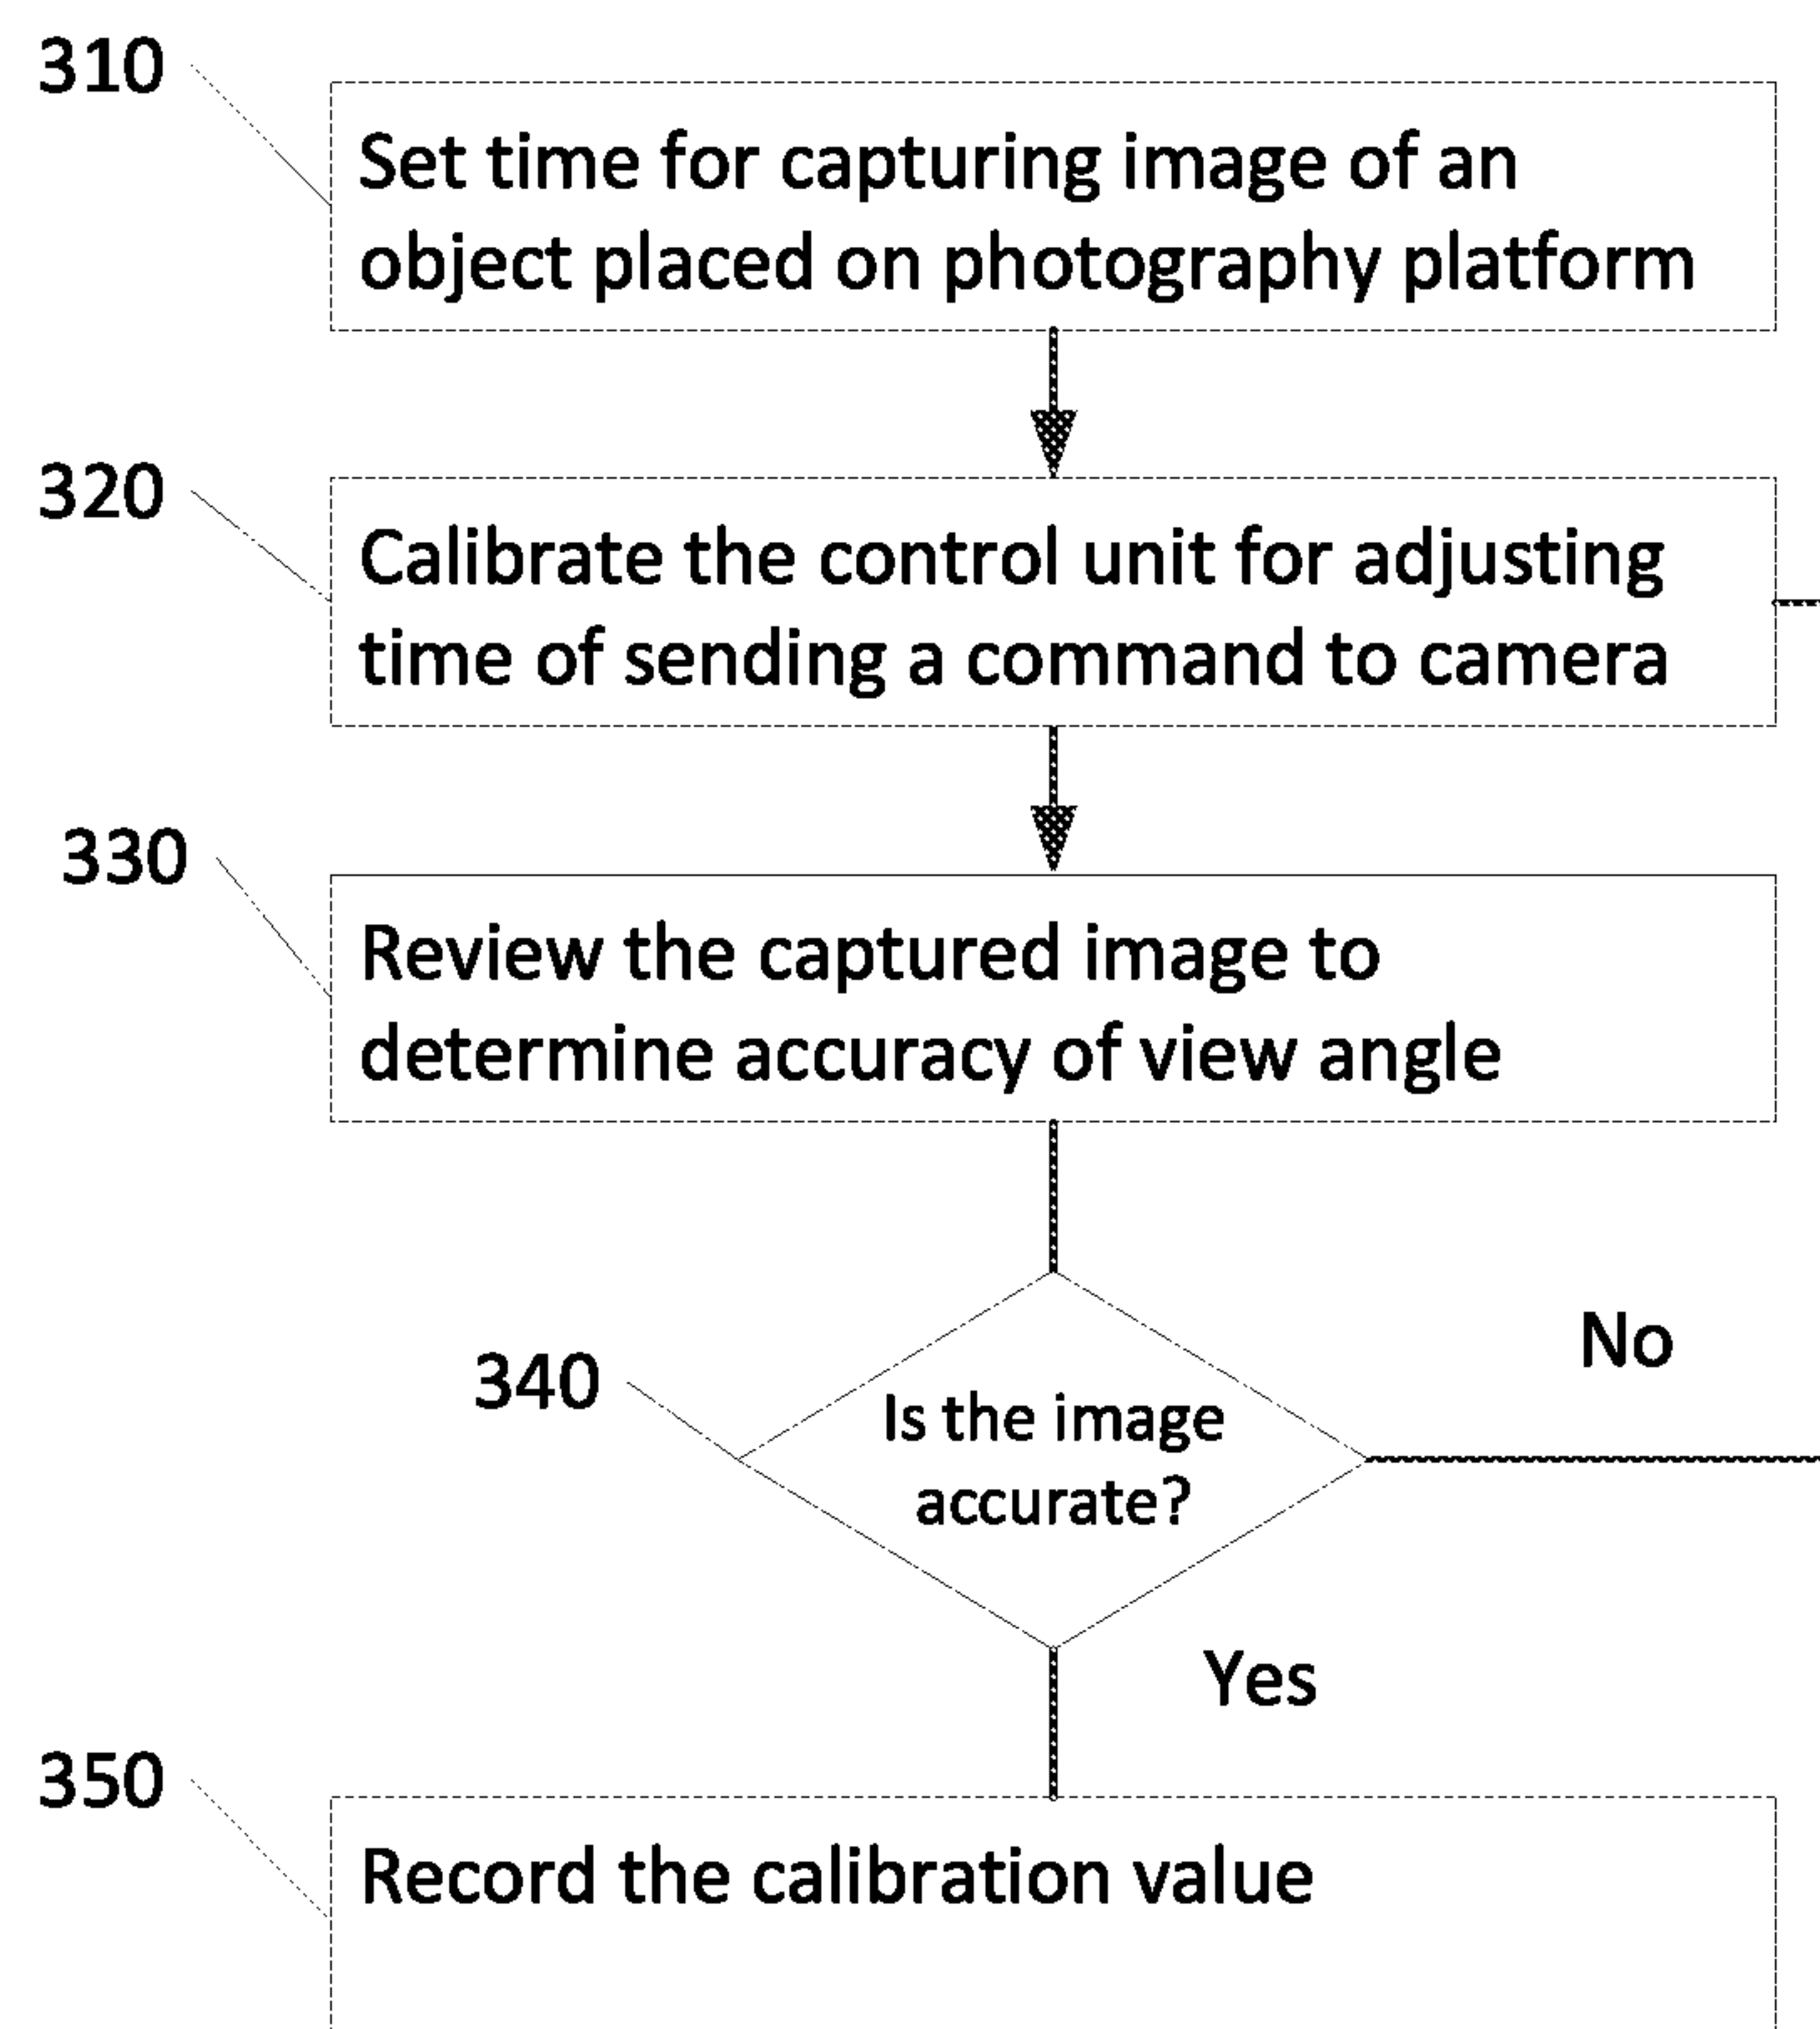 310
Set time for capturing image of an
object placed on photography platform
320
Calibrate the control unit for adjusting
time of sending a command to camera
330
Review the captured image to
determine accuracy of view angle
340
Is the image
accurate?
No
Yes
350
Record the calibration value